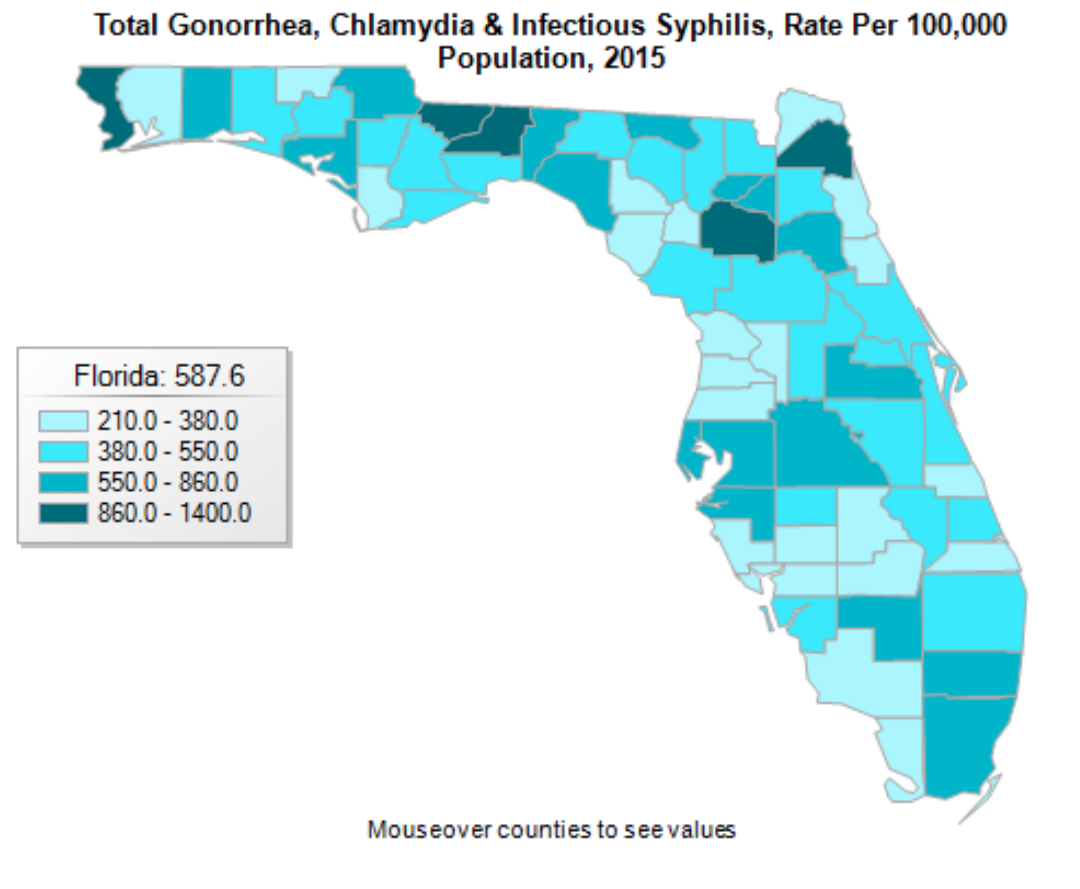 Total Gonorrhea, Chlamydia & Infectious Syphilis, Rate Per 100,000
Population, 2015
Florida: 587.6
210.0 - 380.0
380.0 - 550.0
550.0 - 860.0
860.0 - 1400.0
Mouseover counties to see values